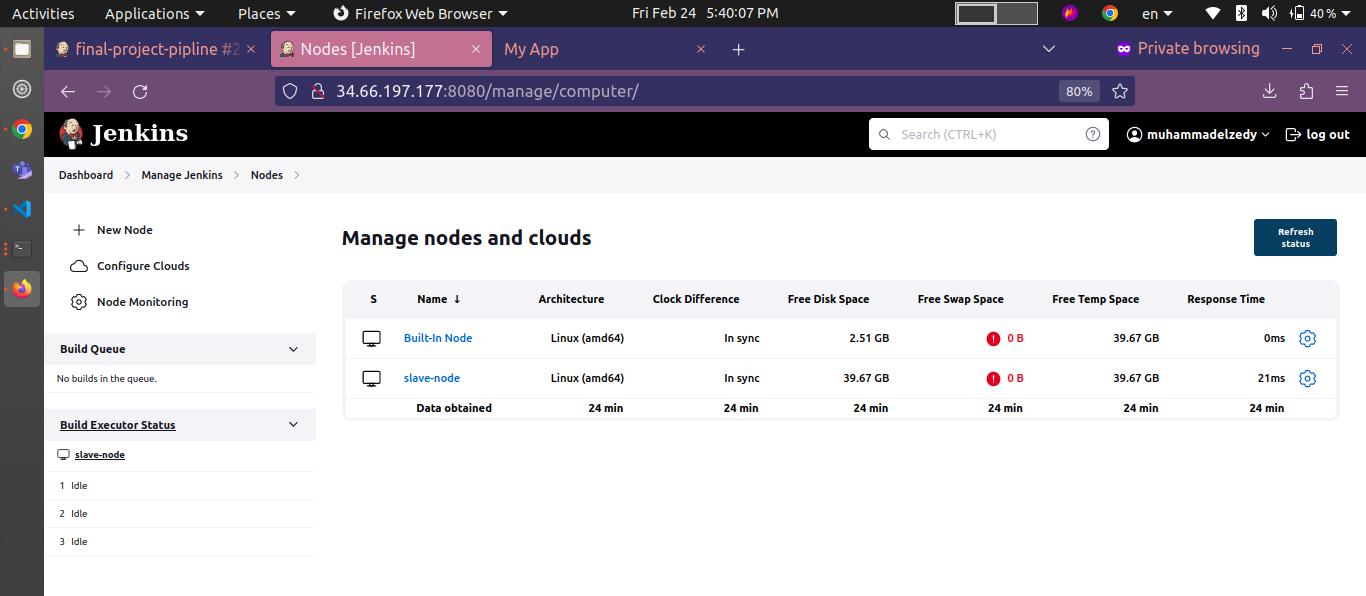 Activities Applications Places Firefox Web Browser Fri Feb 24 5:40:07 PM en 40 %
final-project-pipline #2 Nodes [Jenkins] My App Private browsing
34.66.197.177:8080/manage/computer/ 80%
Jenkins Search (CTRL+K) muhammadelzedy log out
Dashboard Manage Jenkins Nodes
New Node
Configure Clouds
Node Monitoring
Build Queue
No builds in the queue.
Build Executor Status
slave-node
1 Idle
2 Idle
3 Idle
Manage nodes and clouds
Refresh
status
S Name ↓ Architecture Clock Difference Free Disk Space Free Swap Space Free Temp Space Response Time
Built-In Node Linux (amd64) In sync 2.51 GB 0 B 39.67 GB 0ms
slave-node Linux (amd64) In sync 39.67 GB 0 B 39.67 GB 21ms
Data obtained 24 min 24 min 24 min 24 min 24 min 24 min